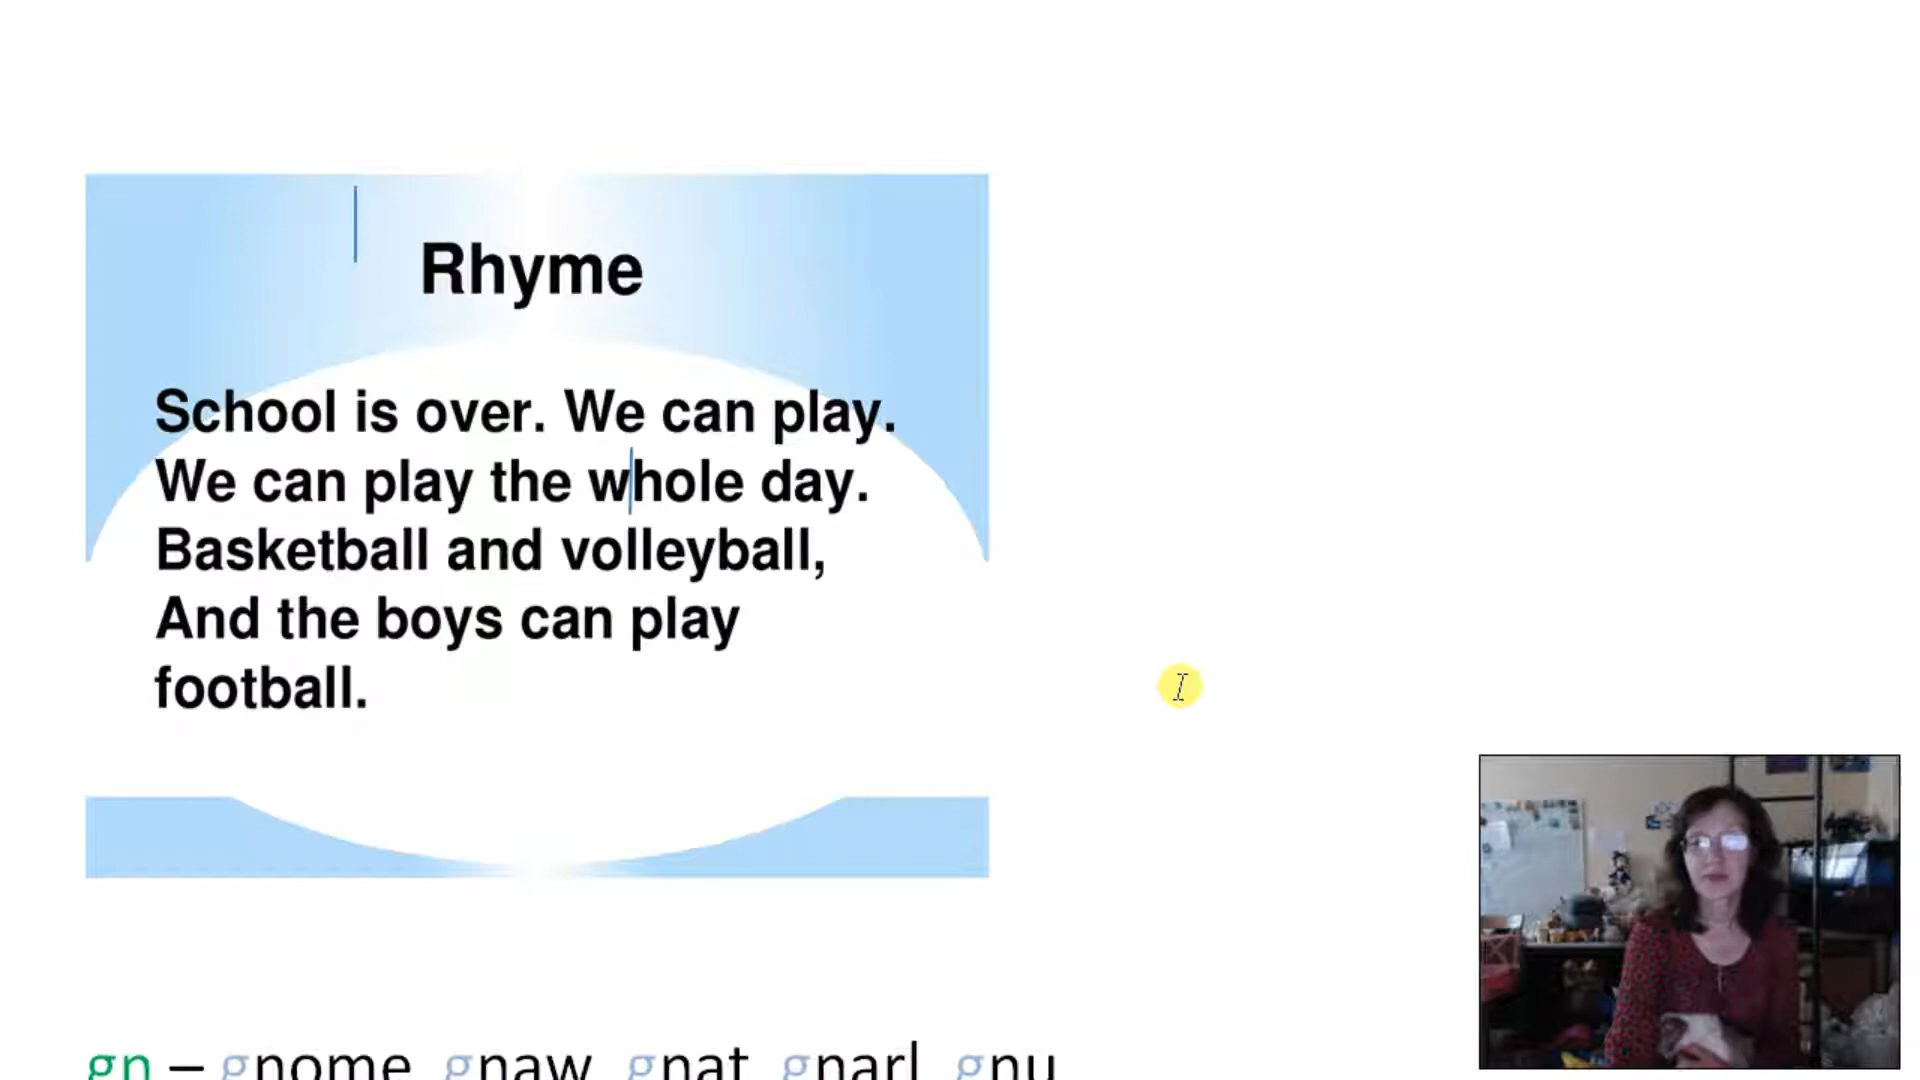 Rhyme
School is over. We can play.
We can play the whole day.
Basketball and volleyball,
And the boys can play
football.
gn – gnome gnaw gnat gnarl gnu